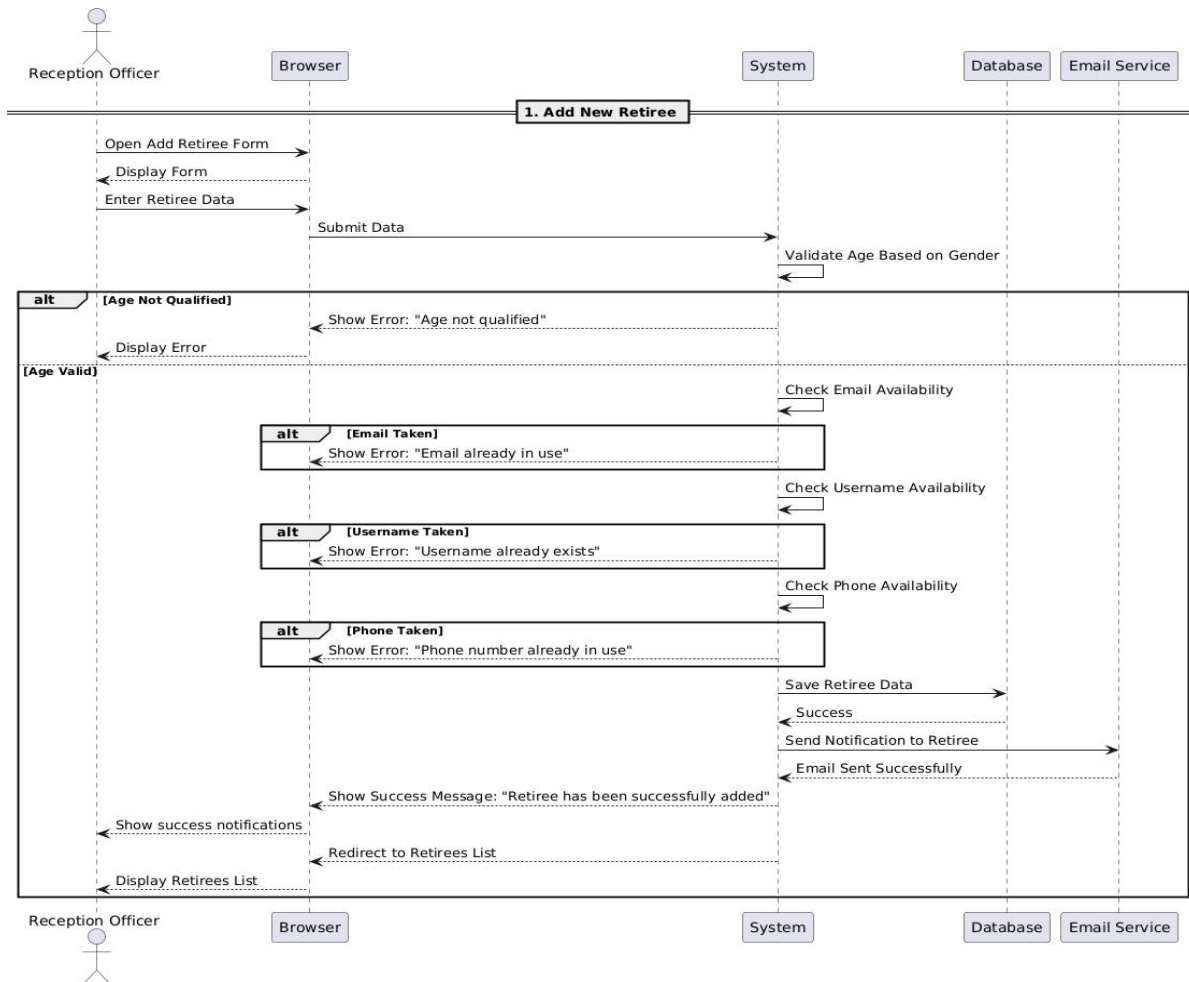 Reception Officer
Browser
System
Database
Email Service
1. Add New Retiree
Open Add Retiree Form
Display Form
Enter Retiree Data
Submit Data
Validate Age Based on Gender
alt [Age Not Qualified]
Show Error: "Age not qualified"
Display Error
[Age Valid]
Check Email Availability
alt [Email Taken]
Show Error: "Email already in use"
Check Username Availability
alt [Username Taken]
Show Error: "Username already exists"
Check Phone Availability
alt [Phone Taken]
Show Error: "Phone number already in use"
Save Retiree Data
Success
Send Notification to Retiree
Email Sent Successfully
Show Success Message: "Retiree has been successfully added"
Show success notifications
Redirect to Retirees List
Display Retirees List
Reception Officer
Browser
System
Database
Email Service